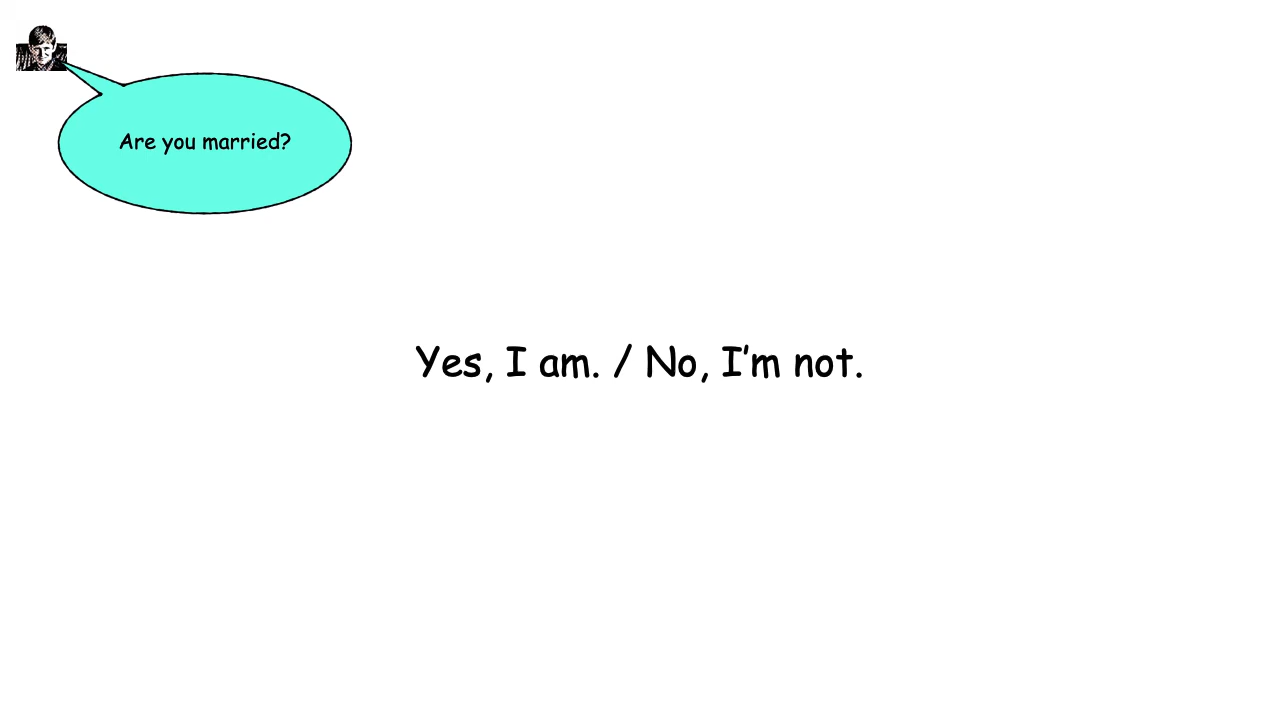 Are you married?
Yes, I am. / No, I'm not.